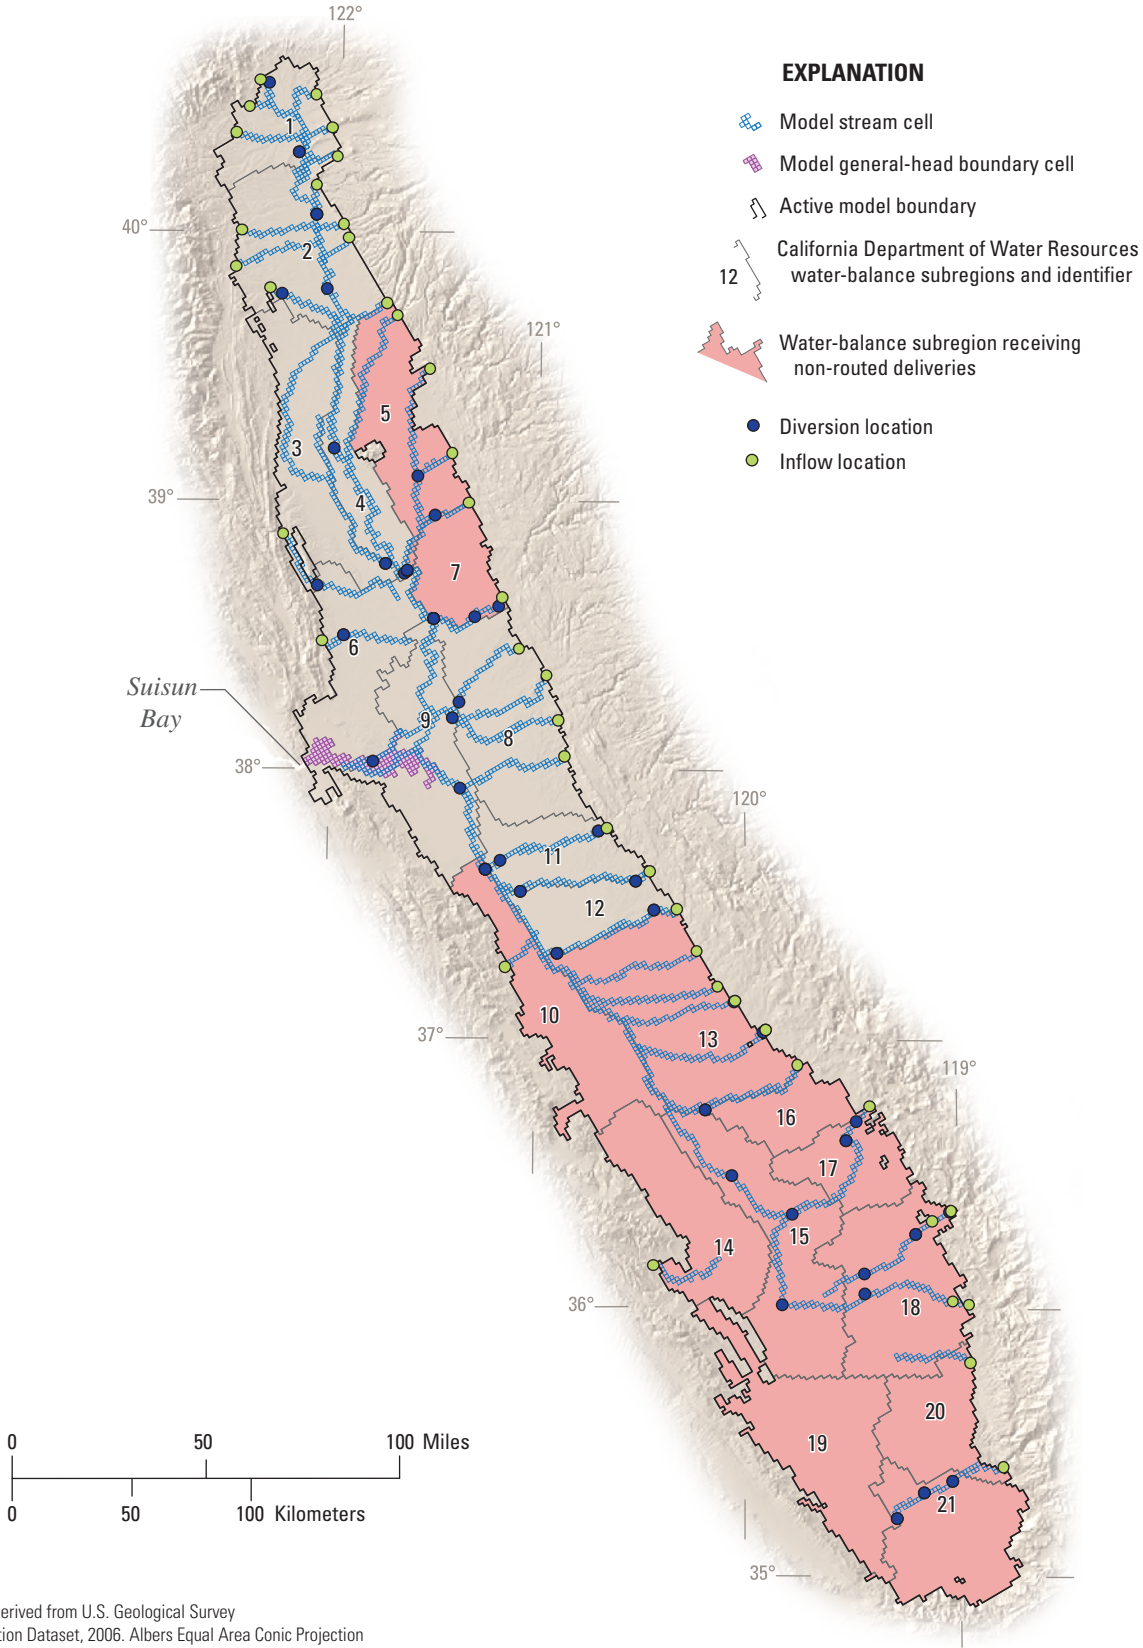 122°
EXPLANATION
Model stream cell
Model general-head boundary cell
Active model boundary
12
California Department of Water Resources
water-balance subregions and identifier
Water-balance subregion receiving
non-routed deliveries
Diversion location
Inflow location
1
40°
2
121°
5
3
39°
4
7
6
Suisun
Bay
9
8
38°
120°
11
12
10
37°
13
119°
16
17
15
14
36°
18
20
19
21
35°
0 50 100 Miles
0 50 100 Kilometers
erived from U.S. Geological Survey
tion Dataset, 2006. Albers Equal Area Conic Projection